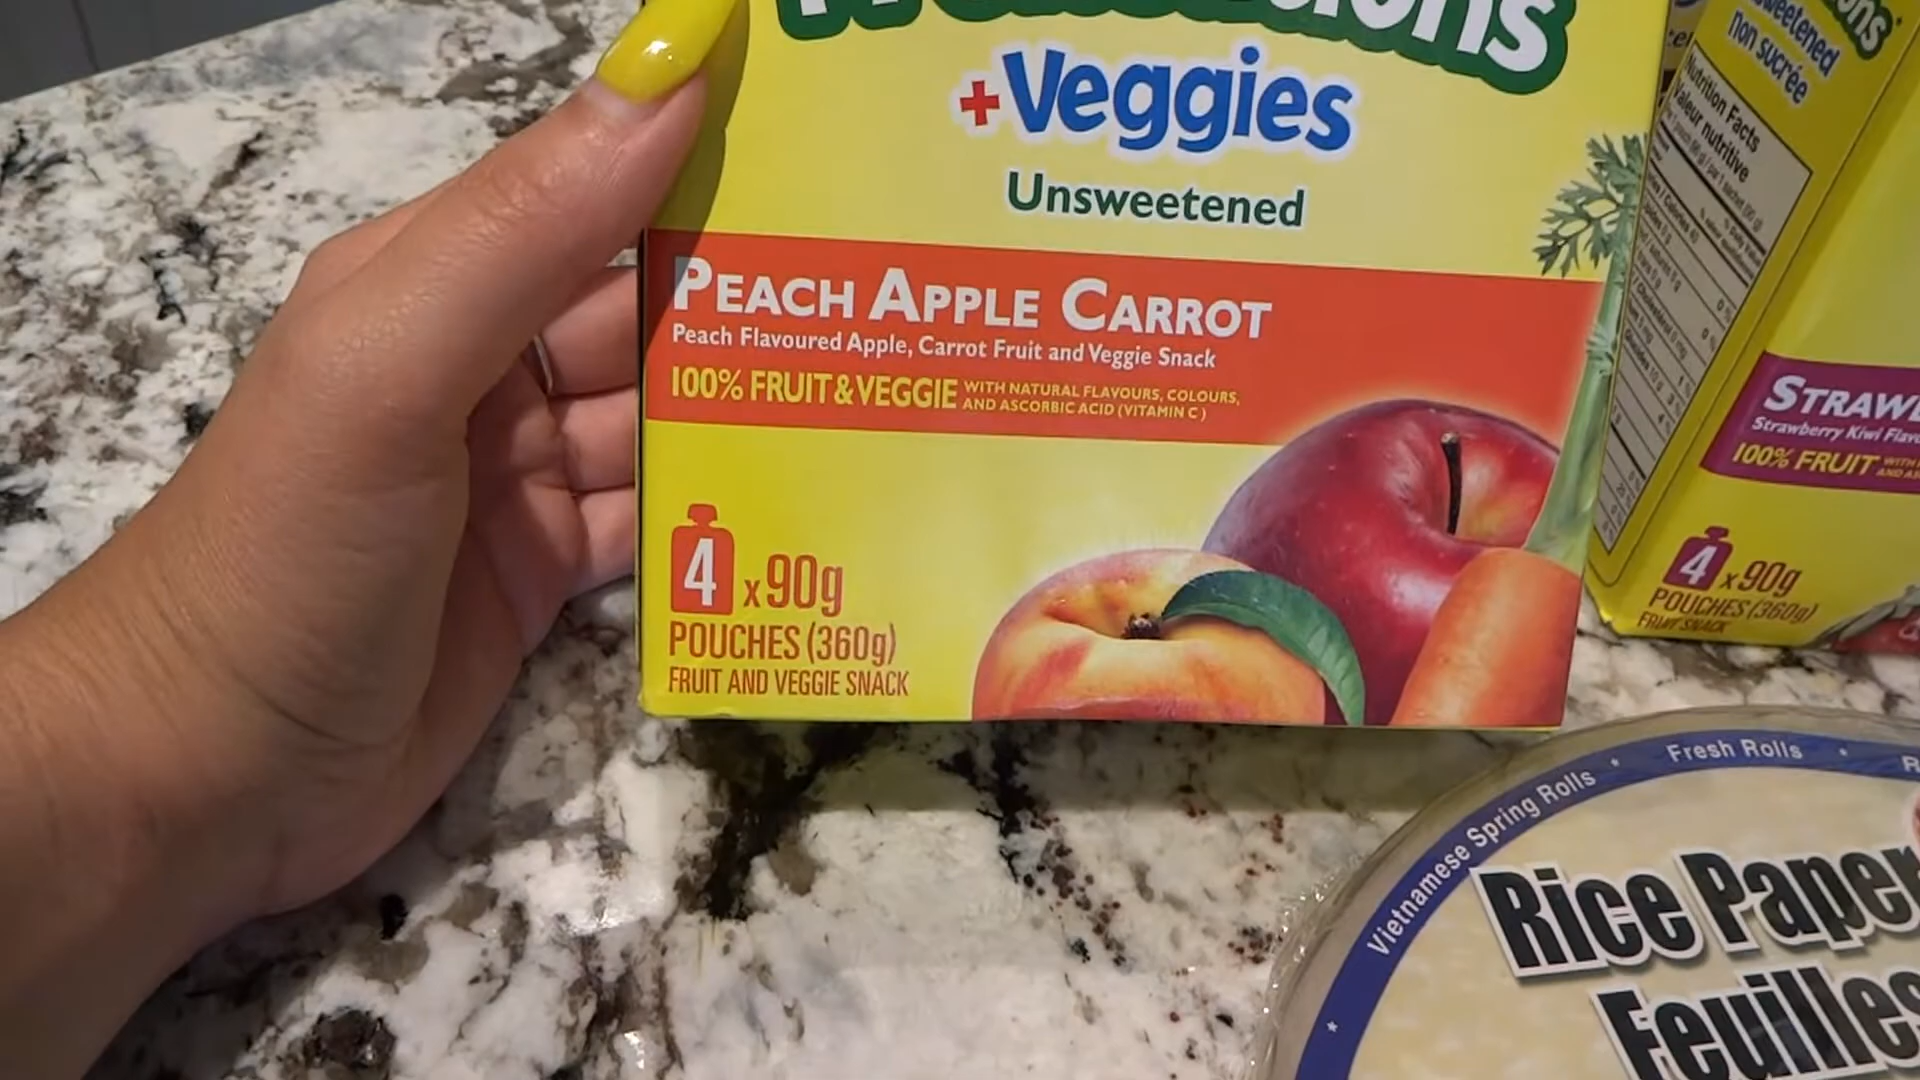 +Veggies
Unsweetened
PEACH APPLE CARROT
Peach Flavoured Apple, Carrot Fruit and Veggie Snack
100% FRUIT & VEGGIE WITH NATURAL FLAVOURS, COLOURS,
AND ASCORBIC ACID (VITAMIN C)
4 x 90g
POUCHES (360g)
FRUIT AND VEGGIE SNACK
non sucrée
Nutrition Facts
Valeur nutritive
Strawberry Kiwi
100% FRUIT
4 x 90g
POUCHES (360g)
FRUIT SNACK
Vietnamese Spring Rolls * Fresh Rolls *
Rice Paper
Feuilles